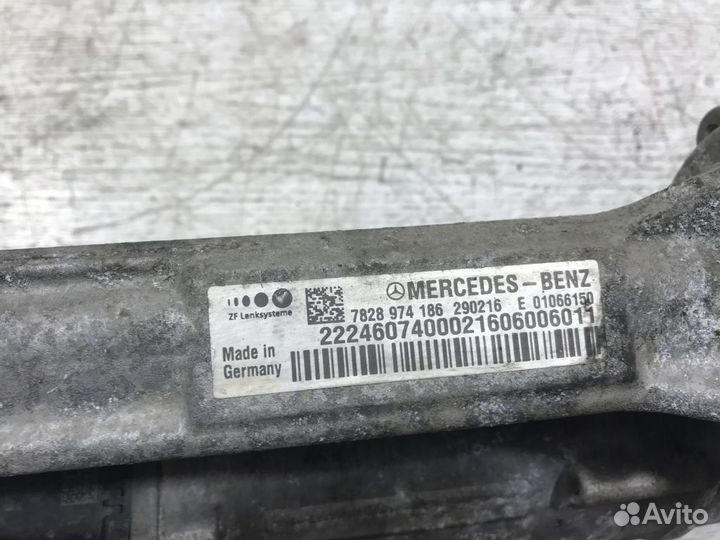 MERCEDES-BENZ
ZF Lenksysteme
7828 974 186 290216 E 01066150
2224607400021606006011
Made in
Germany
Avito